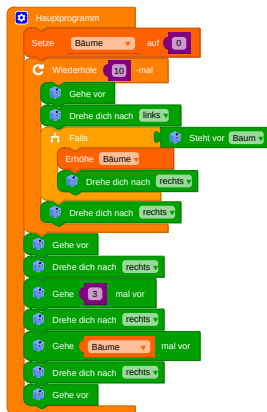 Hauptprogramm
Setze Bäume auf 0
Wiederhole 10 -mal
Gehe vor
Drehe dich nach links
Falls Steht vor Baum
Erhöhe Bäume
Drehe dich nach rechts
Drehe dich nach rechts
Gehe vor
Drehe dich nach rechts
Gehe 3 mal vor
Drehe dich nach rechts
Gehe Bäume mal vor
Drehe dich nach rechts
Gehe vor